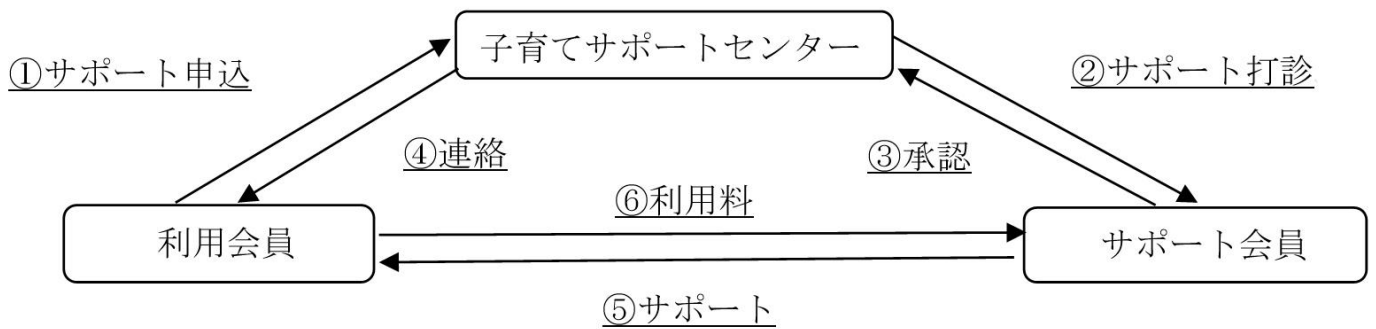 子育てサポートセンター
①サポート申込
②サポート打診
④連絡
③承認
⑥利用料
利用会員
サポート会員
⑤サポート